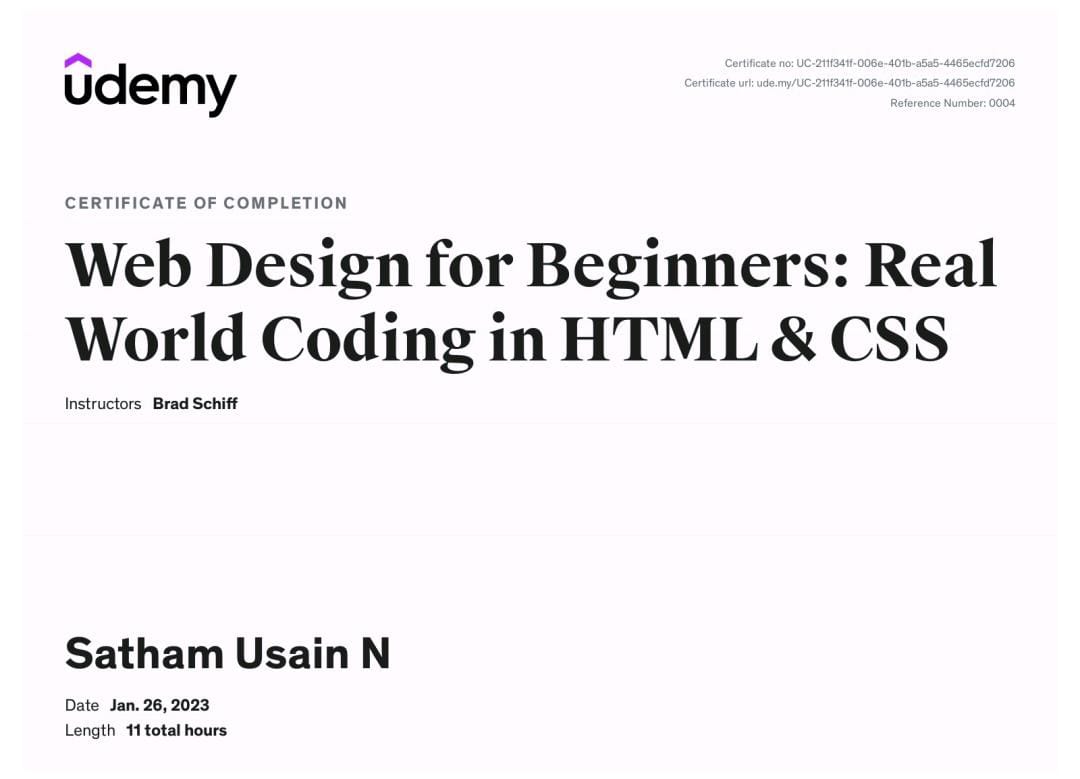 udemy
Certificate no: UC-211f341f-006e-401b-a5a5-4465ecfd7206
Certificate url: ude.my/UC-211f341f-006e-401b-a5a5-4465ecfd7206
Reference Number: 0004
CERTIFICATE OF COMPLETION
Web Design for Beginners: Real
World Coding in HTML & CSS
Instructors Brad Schiff
Satham Usain N
Date Jan. 26, 2023
Length 11 total hours